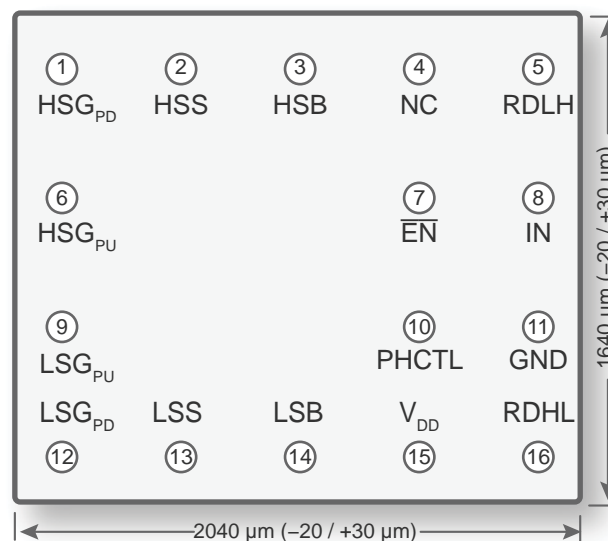 1 2 3 4 5
HSGPD HSS HSB NC RDLH
6 7 8
HSGPU EN IN
9 10 11
LSGPU PHCTL GND
LSGPD LSS LSB VDD RDHL
12 13 14 15 16
1640 µm (−20 / +30 µm)
2040 µm (−20 / +30 µm)